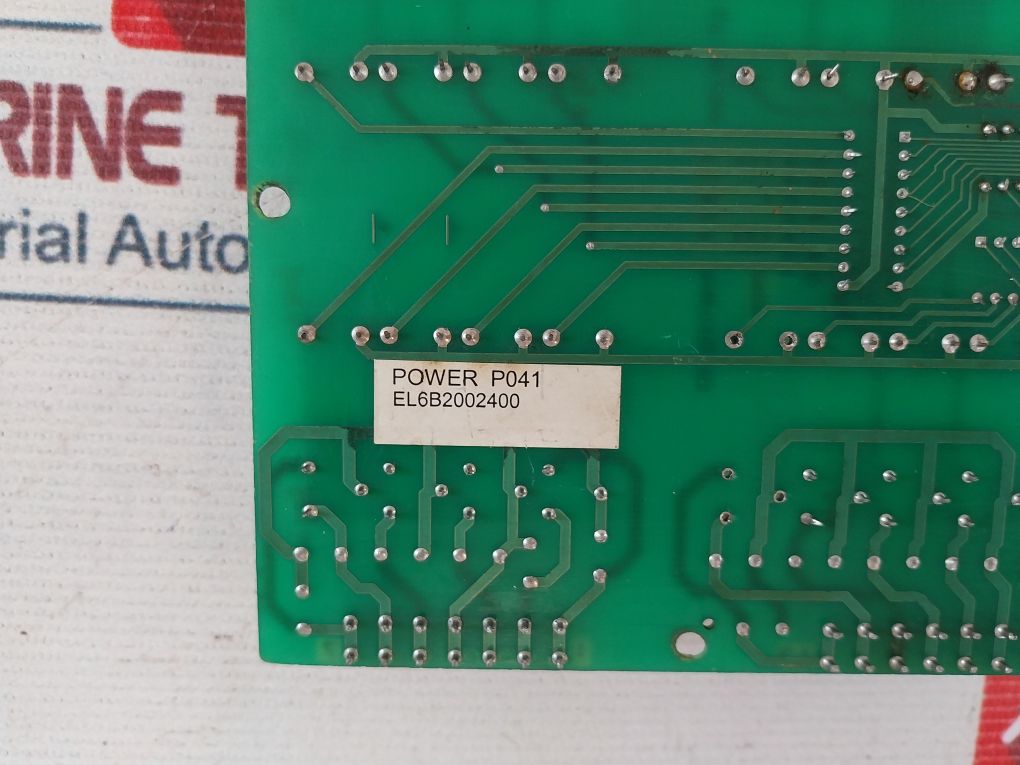 RINE T
rial Auto
POWER P041
EL6B2002400